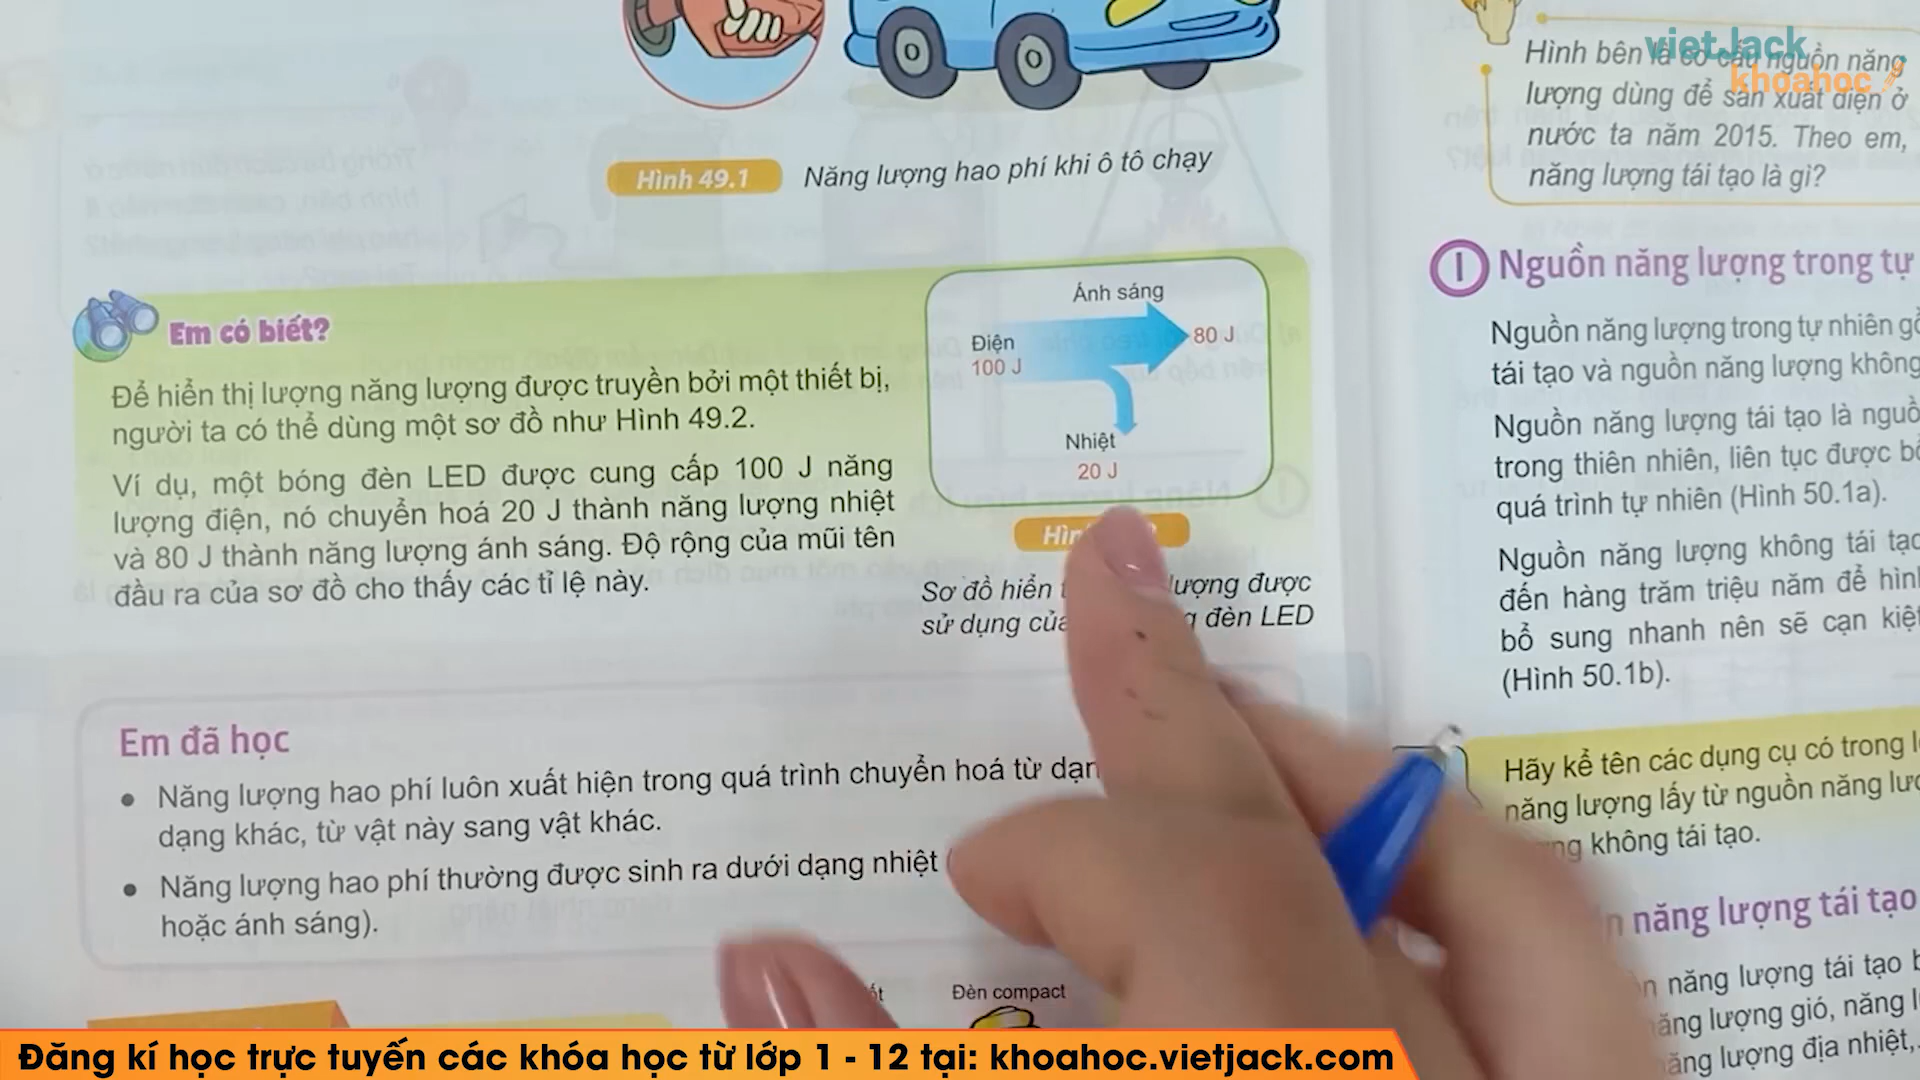 Hình 49.1 Năng lượng hao phí khi ô tô chạy
Em có biết?
Để hiển thị lượng năng lượng được truyền bởi một thiết bị,
người ta có thể dùng một sơ đồ như Hình 49.2.
Ví dụ, một bóng đèn LED được cung cấp 100 J năng
lượng điện, nó chuyển hoá 20 J thành năng lượng nhiệt
và 80 J thành năng lượng ánh sáng. Độ rộng của mũi tên
đầu ra của sơ đồ cho thấy các tỉ lệ này.
Ánh sáng
Điện
100 J
80 J
Nhiệt
20 J
Sơ đồ hiển lượng được
sử dụng của đèn LED
Em đã học
• Năng lượng hao phí luôn xuất hiện trong quá trình chuyển hoá từ dạn
dạng khác, từ vật này sang vật khác.
• Năng lượng hao phí thường được sinh ra dưới dạng nhiệt (
hoặc ánh sáng).
Đèn compact
vietJack
khoahoc
Hình bên là cơ cấu nguồn năng
lượng dùng để sản xuất điện ở
nước ta năm 2015. Theo em,
năng lượng tái tạo là gì?
I Nguồn năng lượng trong tự
Nguồn năng lượng trong tự nhiên gồ
tái tạo và nguồn năng lượng không
Nguồn năng lượng tái tạo là nguồ
trong thiên nhiên, liên tục được bổ
quá trình tự nhiên (Hình 50.1a).
Nguồn năng lượng không tái tạo
đến hàng trăm triệu năm để hình
bổ sung nhanh nên sẽ cạn kiệt
(Hình 50.1b).
Hãy kể tên các dụng cụ có trong l
năng lượng lấy từ nguồn năng lượ
không tái tạo.
năng lượng tái tạo
năng lượng tái tạo b
năng lượng gió, năng l
năng lượng địa nhiệt,
Đăng kí học trực tuyến các khóa học từ lớp 1 - 12 tại: khoahoc.vietjack.com